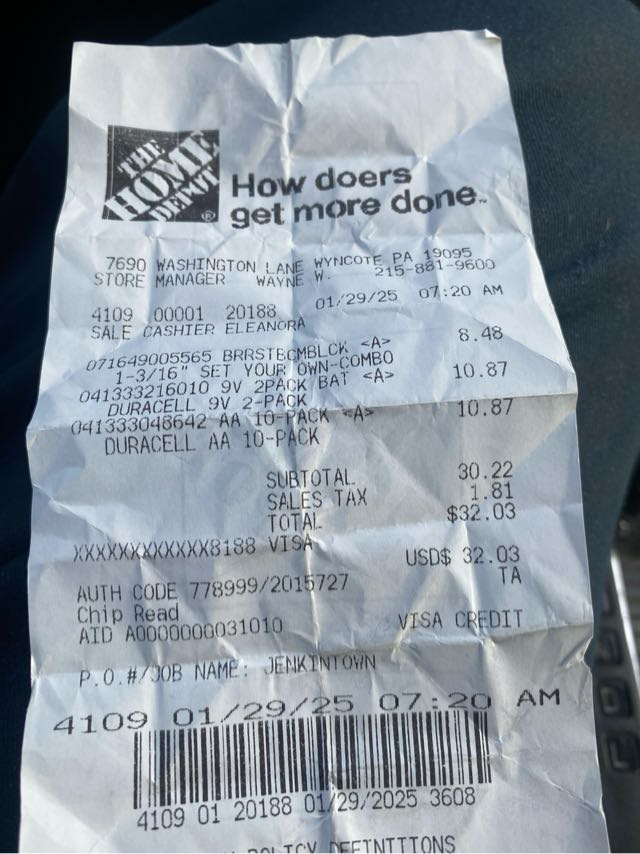 THE
HOME
DEPOT®
How doers
get more done™
7690 WASHINGTON LANE WYNCOTE PA 19095
STORE MANAGER WAYNE W. 215-881-9600
4109 00001 20188 01/29/25 07:20 AM
SALE CASHIER ELEANORA
071649005565 BRRSTBCMBLCK <A> 8.48
1-3/16" SET YOUR OWN-COMBO
041333216010 9V 2PACK BAT <A> 10.87
DURACELL 9V 2-PACK
041333048642 AA 10-PACK <A> 10.87
DURACELL AA 10-PACK
SUBTOTAL 30.22
SALES TAX 1.81
TOTAL $32.03
XXXXXXXXXXXX8188 VISA
USD$ 32.03
AUTH CODE 778999/2015727 TA
Chip Read
AID A0000000031010 VISA CREDIT
P.O.#/JOB NAME: JENKINTOWN
4109 01/29/25 07:20 AM
4109 01 20188 01/29/2025 3608
POLICY DEFINITIONS